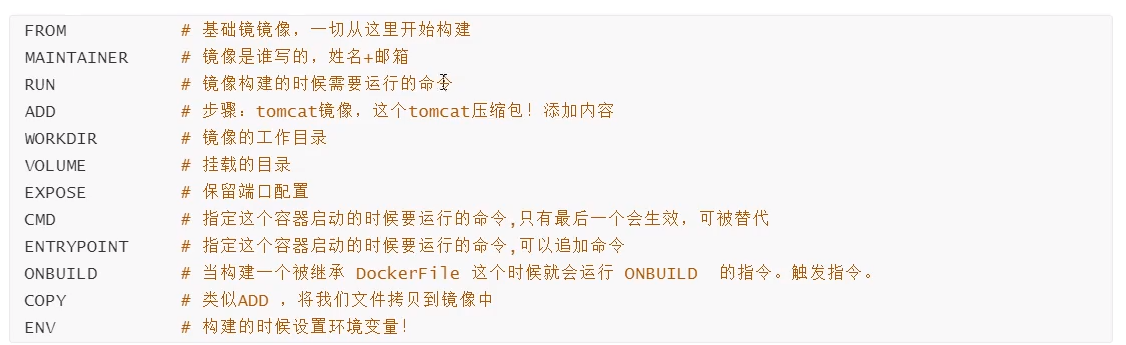 FROM # 基础镜镜像，一切从这里开始构建
MAINTAINER # 镜像是谁写的，姓名+邮箱
RUN # 镜像构建的时候需要运行的命令
ADD # 步骤：tomcat镜像，这个tomcat压缩包！添加内容
WORKDIR # 镜像的工作目录
VOLUME # 挂载的目录
EXPOSE # 保留端口配置
CMD # 指定这个容器启动的时候要运行的命令,只有最后一个会生效，可被替代
ENTRYPOINT # 指定这个容器启动的时候要运行的命令,可以追加命令
ONBUILD # 当构建一个被继承 DockerFile 这个时候就会运行 ONBUILD 的指令。触发指令。
COPY # 类似ADD ，将我们文件拷贝到镜像中
ENV # 构建的时候设置环境变量！